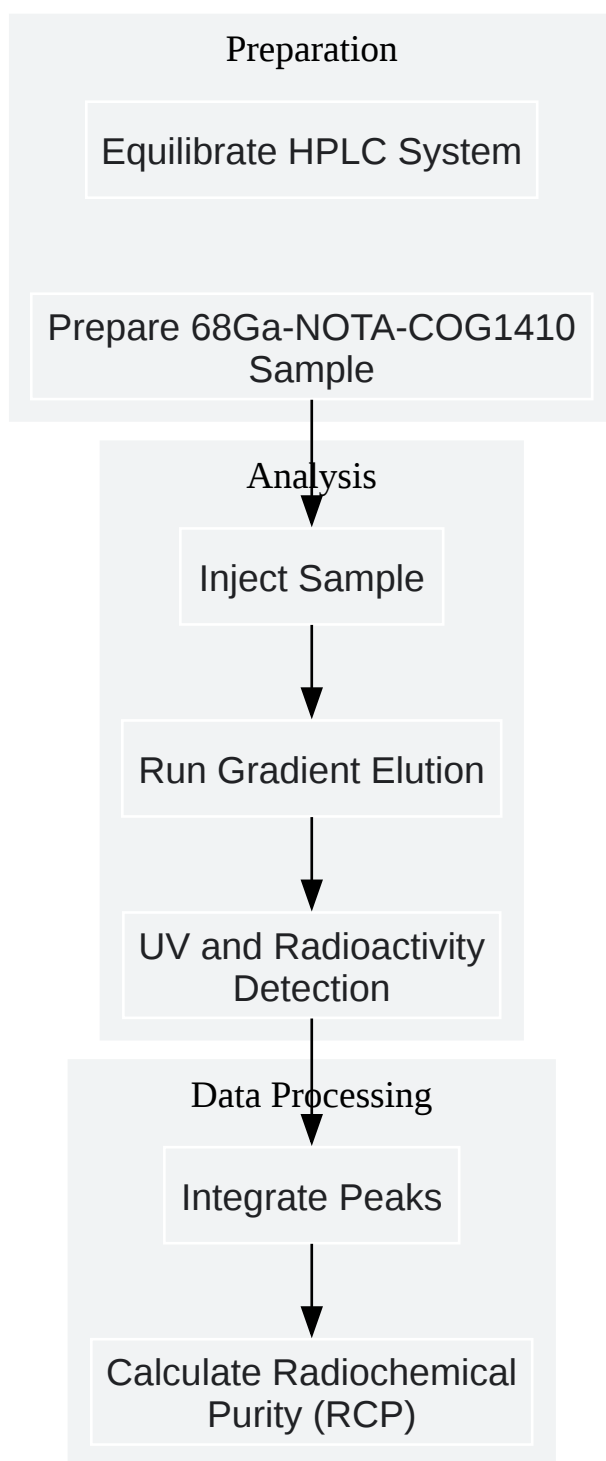 Preparation
Equilibrate HPLC System
Prepare 68Ga-NOTA-COG1410
Sample
Analysis
Inject Sample
Run Gradient Elution
UV and Radioactivity
Detection
Data Processing
Integrate Peaks
Calculate Radiochemical
Purity (RCP)